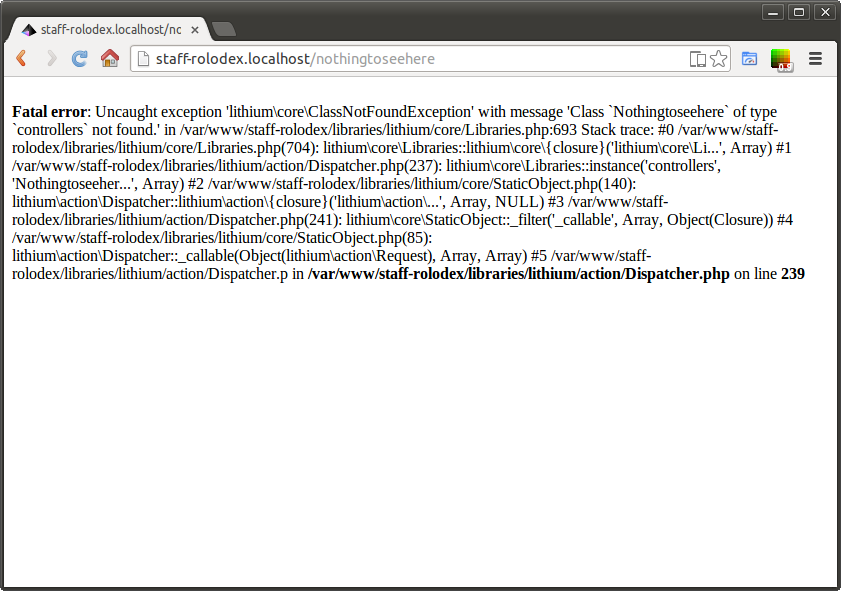 staff-rolodex.localhost/no
staff-rolodex.localhost/nothingtoseehere
0.9
Fatal error: Uncaught exception 'lithium\core\ClassNotFoundException' with message 'Class `Nothingtoseehere` of type
`controllers` not found.' in /var/www/staff-rolodex/libraries/lithium/core/Libraries.php:693 Stack trace: #0 /var/www/staff-
rolodex/libraries/lithium/core/Libraries.php(704): lithium\core\Libraries::lithium\core\{closure}('lithium\core\Li...', Array) #1
/var/www/staff-rolodex/libraries/lithium/action/Dispatcher.php(237): lithium\core\Libraries::instance('controllers',
'Nothingtoseeher...', Array) #2 /var/www/staff-rolodex/libraries/lithium/core/StaticObject.php(140):
lithium\action\Dispatcher::lithium\action\{closure}('lithium\action\...', Array, NULL) #3 /var/www/staff-
rolodex/libraries/lithium/action/Dispatcher.php(241): lithium\core\StaticObject::_filter('_callable', Array, Object(Closure)) #4
/var/www/staff-rolodex/libraries/lithium/core/StaticObject.php(85):
lithium\action\Dispatcher::_callable(Object(lithium\action\Request), Array, Array) #5 /var/www/staff-
rolodex/libraries/lithium/action/Dispatcher.p in /var/www/staff-rolodex/libraries/lithium/action/Dispatcher.php on line 239